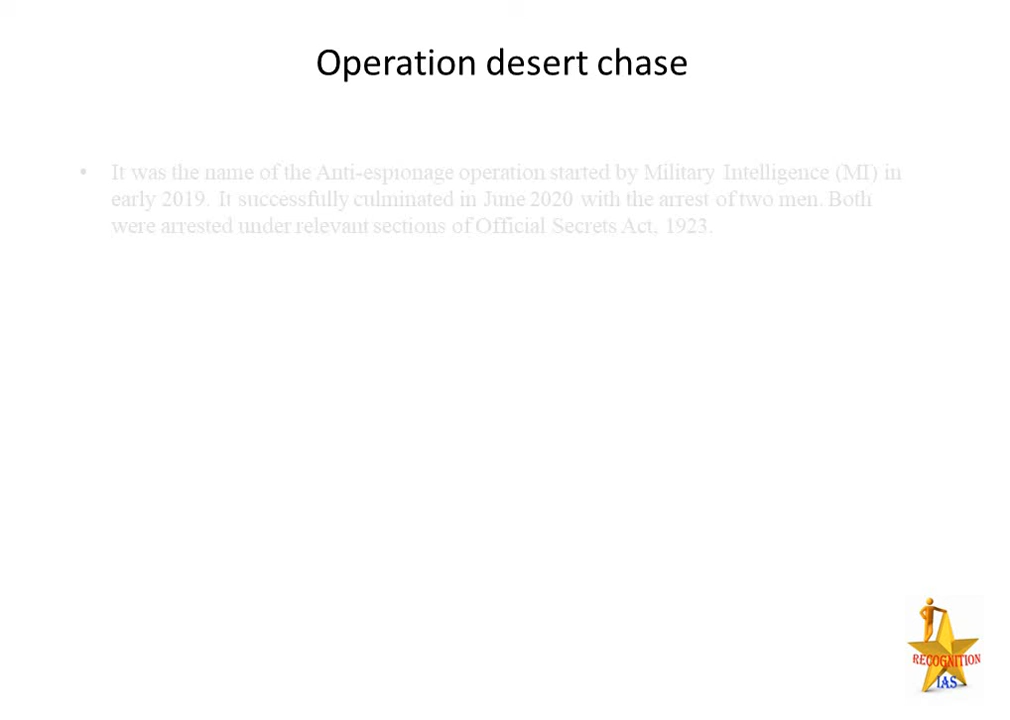 Operation desert chase
• It was the name of the Anti-espionage operation started by Military Intelligence (MI) in
early 2019. It successfully culminated in June 2020 with the arrest of two men. Both
were arrested under relevant sections of Official Secrets Act, 1923.
RECOGNITION
IAS